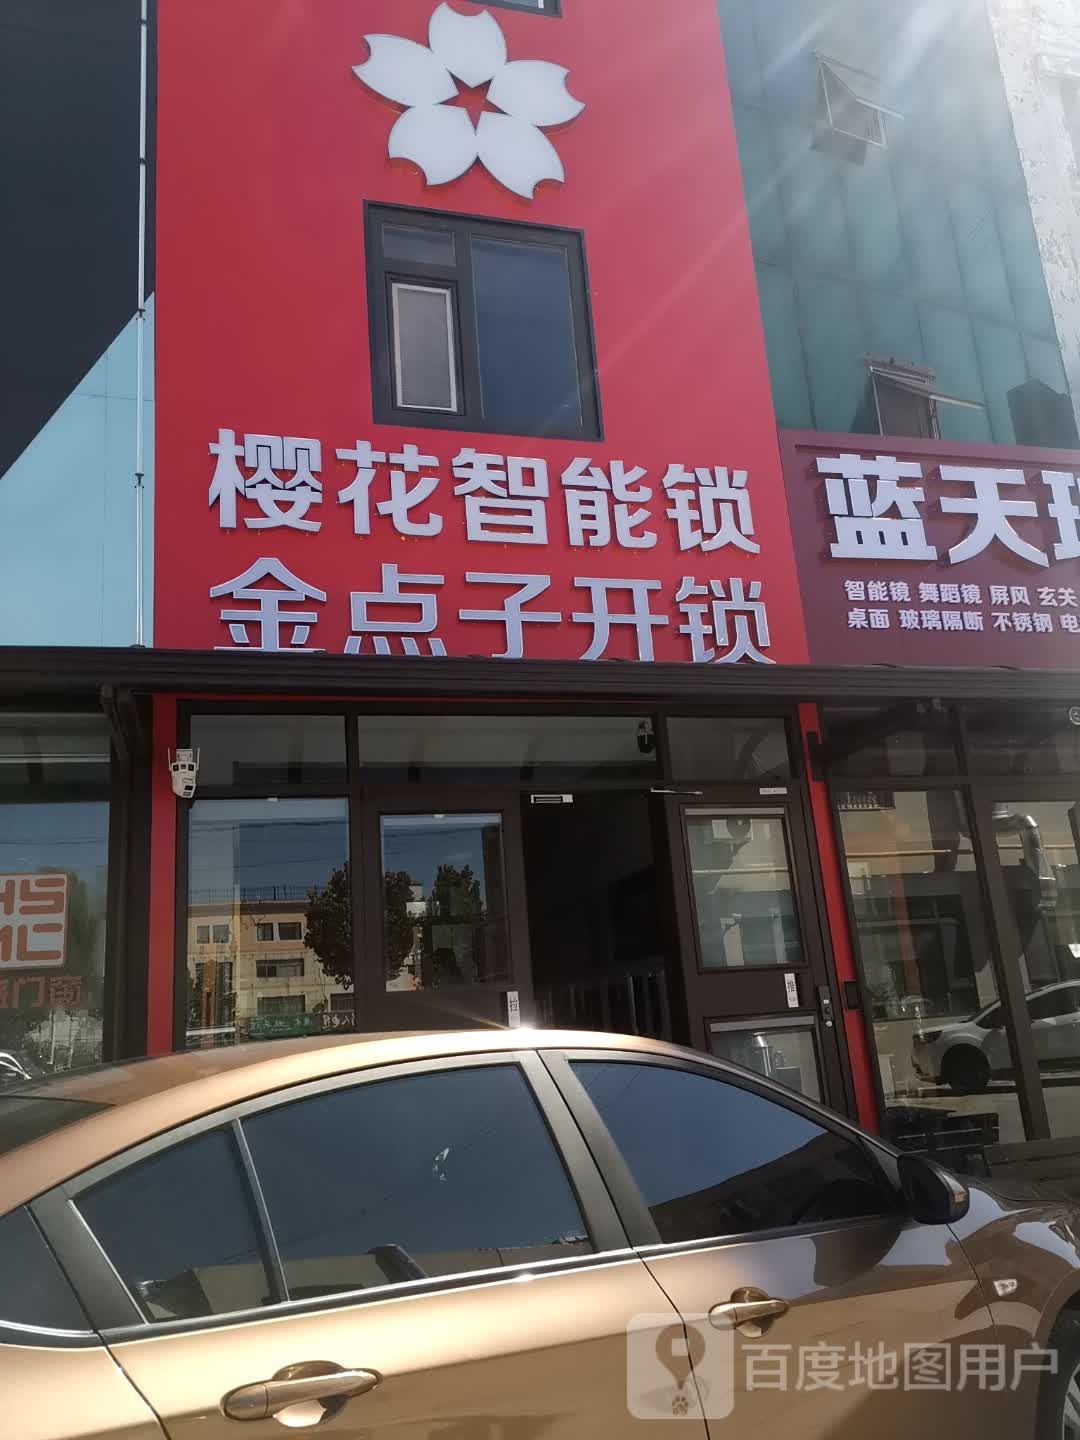 樱花智能锁
金点子开锁
蓝天
智能镜 舞蹈镜 屏风 玄关
桌面 玻璃隔断 不锈钢 电
拉
推
百度地图用户